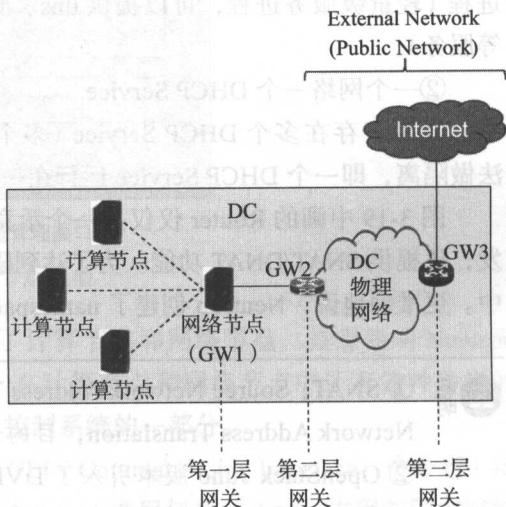 External Network
(Public Network)
Internet
DC
计算节点
计算节点
计算节点
网络节点
(GW1)
GW2
DC
物理
网络
GW3
第一层
网关
第二层
网关
第三层
网关